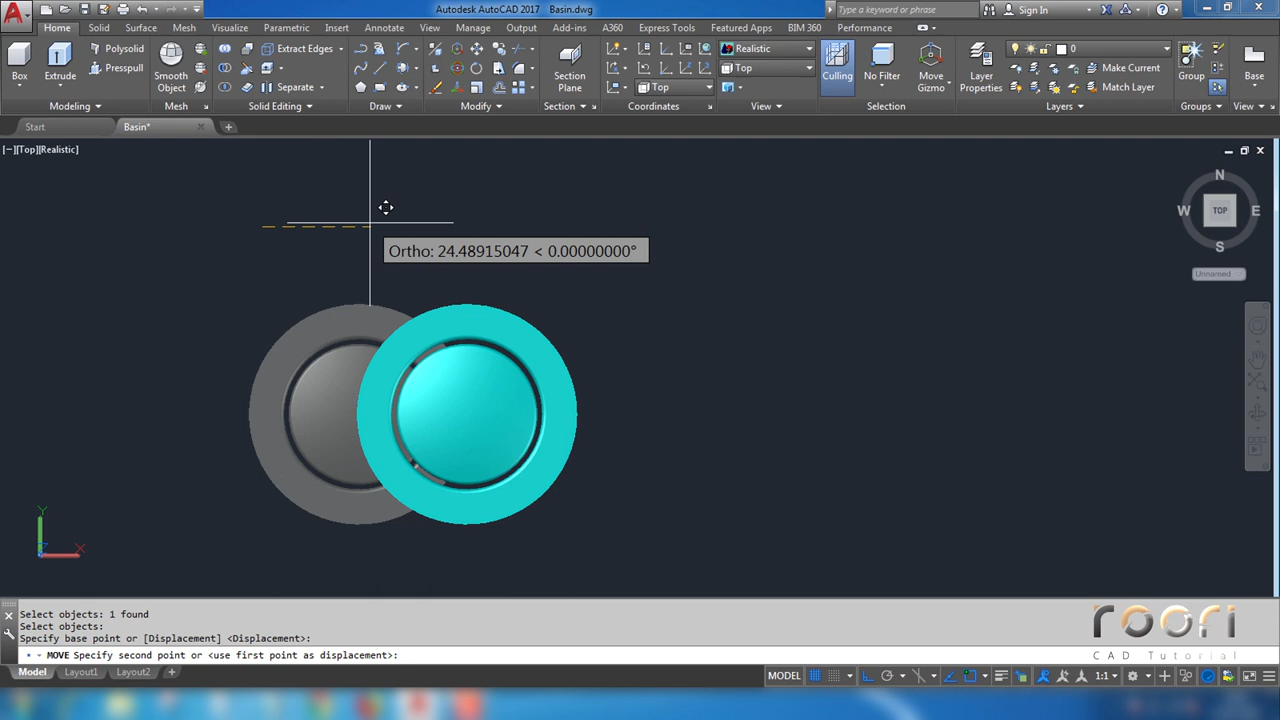 Autodesk AutoCAD 2017 Basin.dwg
Type a keyword or phrase
Sign In
Home Solid Surface Mesh Visualize Parametric Insert Annotate View Manage Output Add-ins A360 Express Tools Featured Apps BIM 360 Performance
Box
Extrude
Polysolid
Presspull
Modeling
Smooth Object
Mesh
Extrude Edges
Separate
Solid Editing
Draw
Modify
Section Plane
Section
Top
Coordinates
Realistic
Top
View
Culling
No Filter
Move Gizmo
Selection
Layer Properties
0
Make Current
Match Layer
Layers
Group
Groups
Base
View
Start
Basin*
[−][Top][Realistic]
N
W
TOP
E
S
Unnamed
Ortho: 24.48915047 < 0.00000000°
Y
X
Select objects: 1 found
Select objects:
Specify base point or [Displacement] <Displacement>:
MOVE Specify second point or <use first point as displacement>:
roori
CAD Tutorial
Model Layout1 Layout2
MODEL
1:1